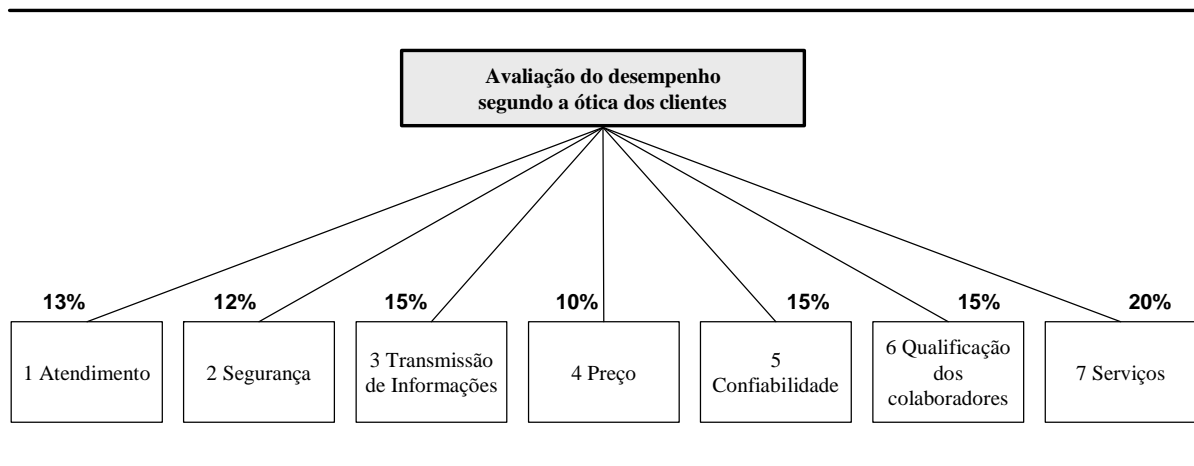 Avaliação do desempenho
segundo a ótica dos clientes
13%
12%
15%
10%
15%
15%
20%
1 Atendimento
2 Segurança
3 Transmissão
de Informações
4 Preço
5
Confiabilidade
6 Qualificação
dos
colaboradores
7 Serviços